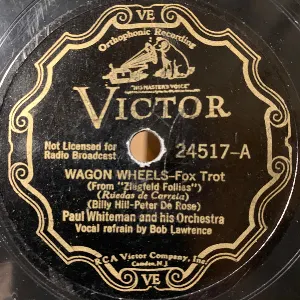 VE
Orthophonic Recording
"HIS MASTER'S VOICE"
VICTOR
Not Licensed for
Radio Broadcast
24517-A
WAGON WHEELS-Fox Trot
(From "Ziegfeld Follies")
(Ruedas de Carreta)
(Billy Hill-Peter De Rose)
Paul Whiteman and his Orchestra
Vocal refrain by Bob Lawrence
RCA Victor Company, Inc.
Camden, N.J.
VE